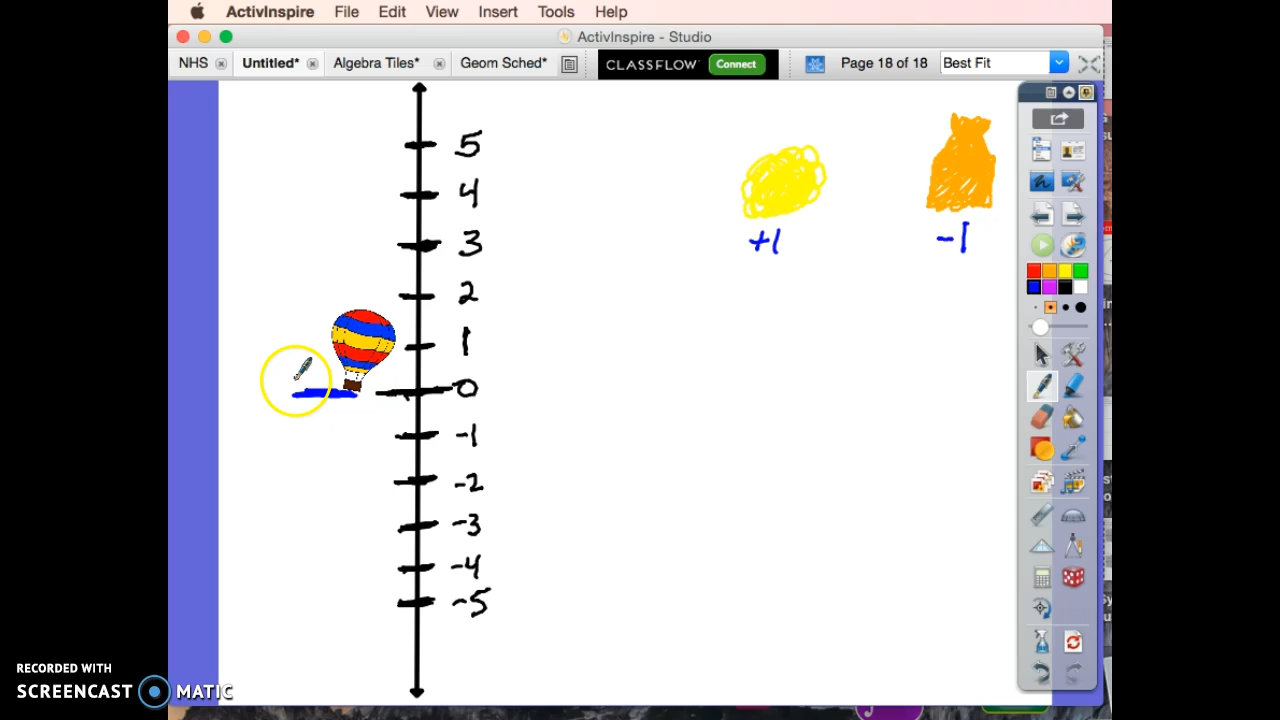 ActivInspire File Edit View Insert Tools Help
ActivInspire - Studio
NHS Untitled* Algebra Tiles* Geom Sched* CLASSFLOW Connect Page 18 of 18 Best Fit
5
4
3
2
1
0
-1
-2
-3
-4
-5
+1
-1
RECORDED WITH
SCREENCAST MATIC